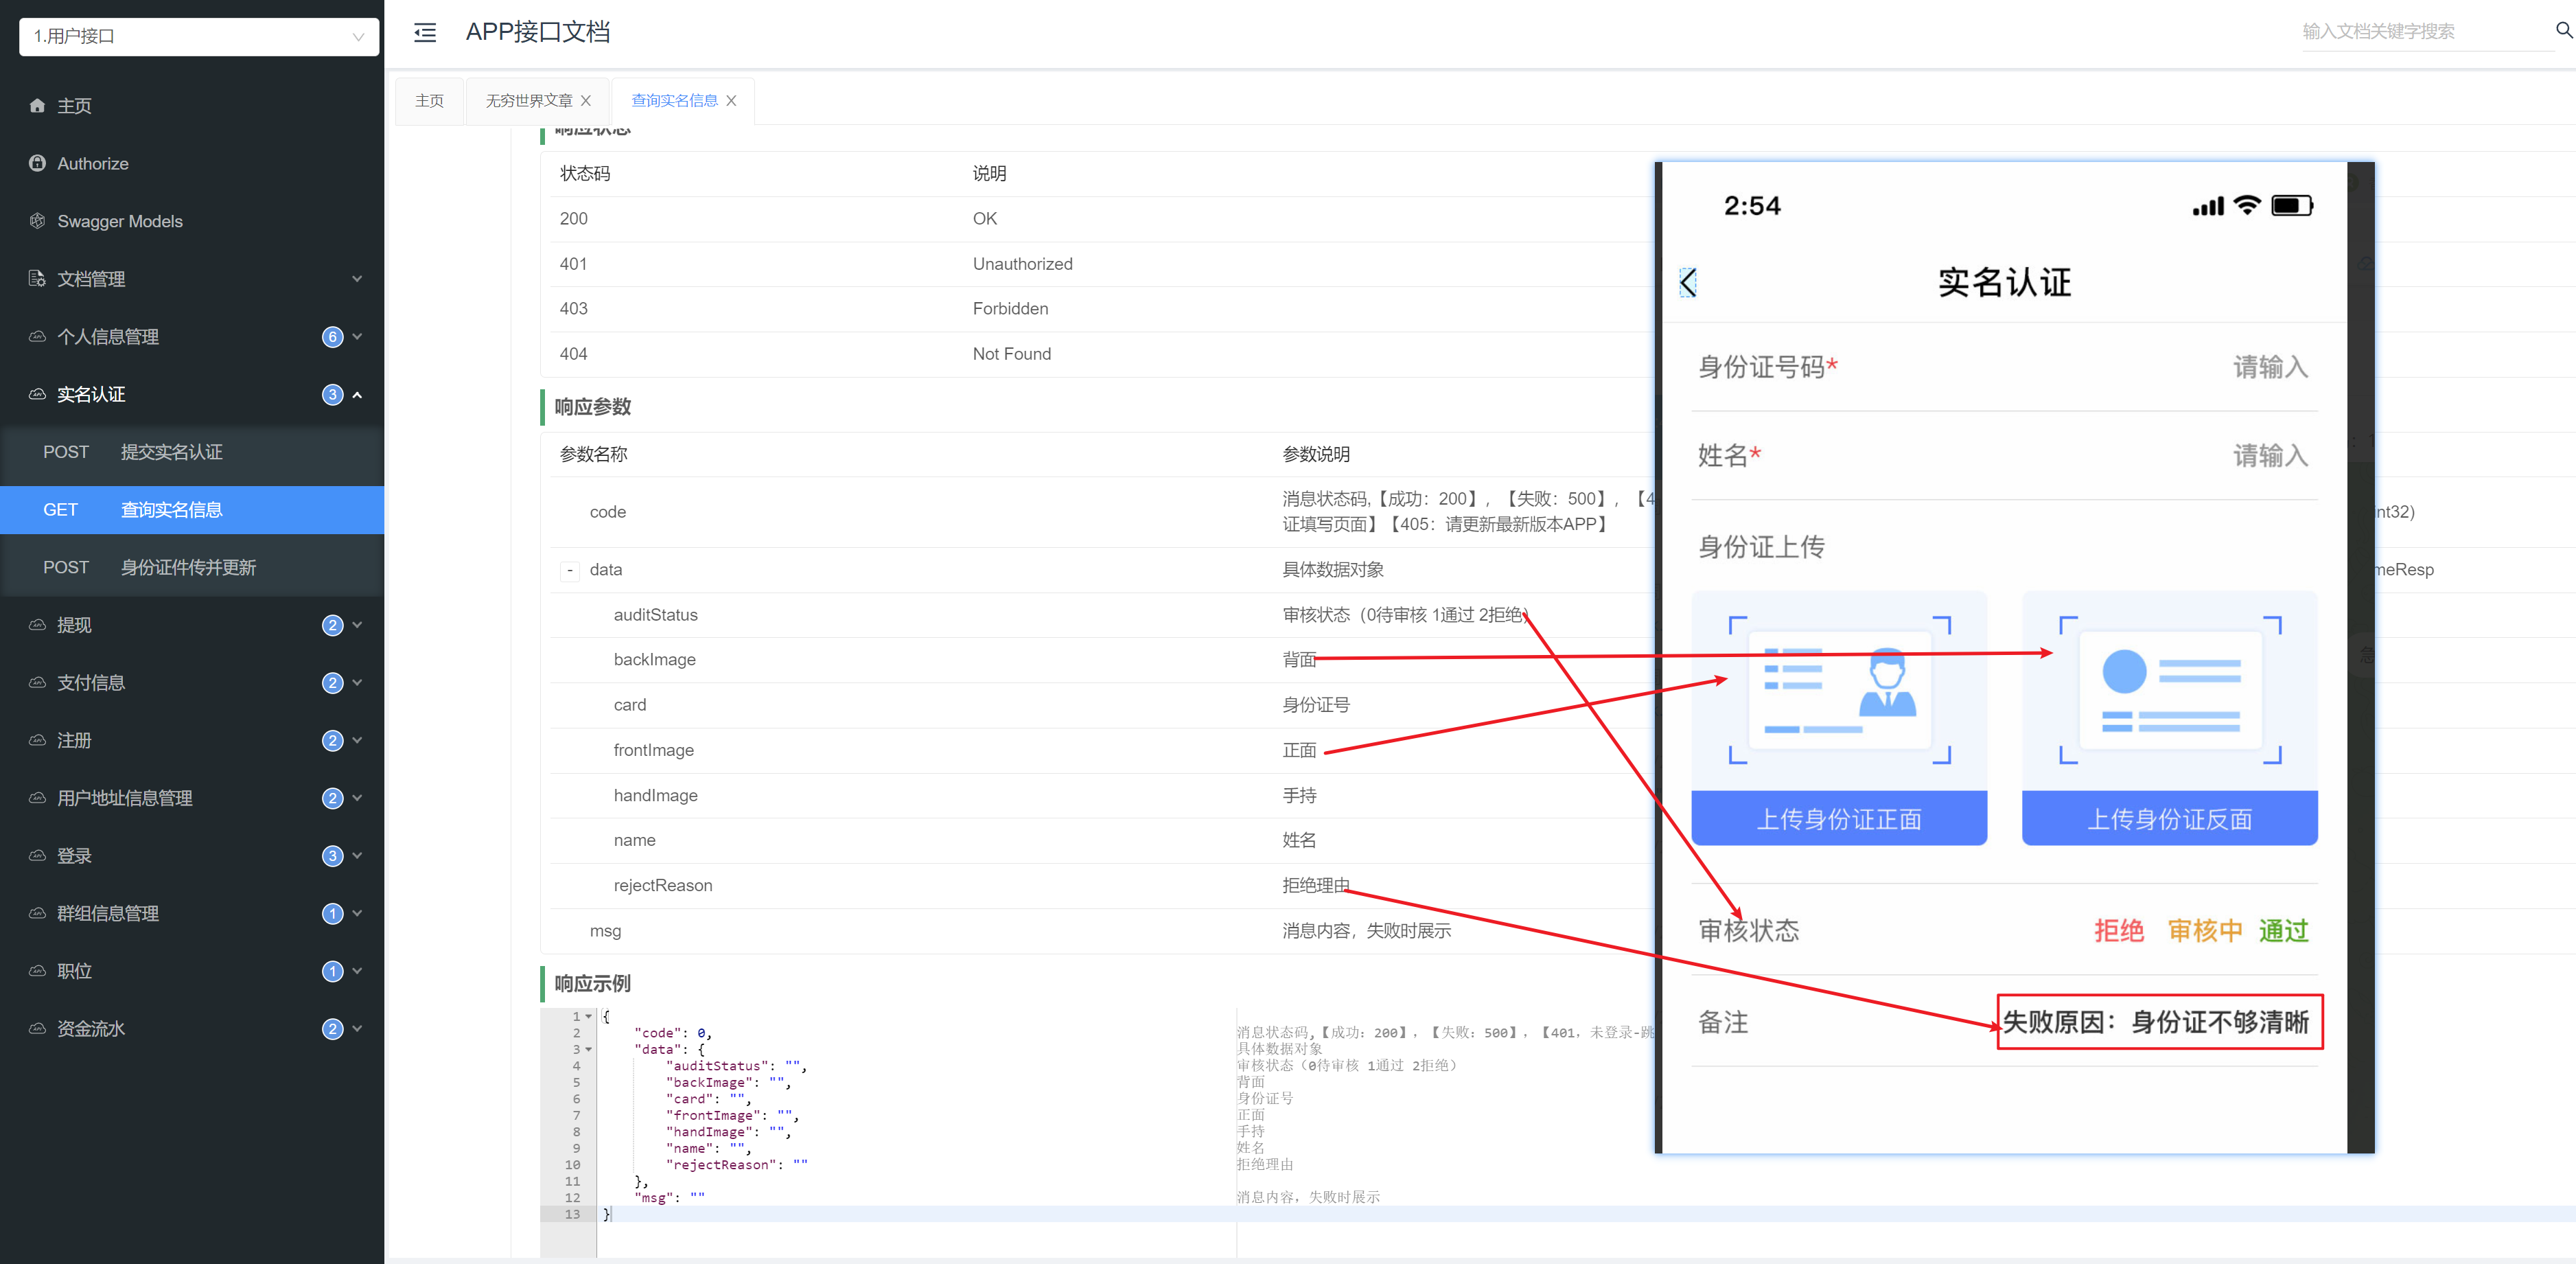 1.用户接口
主页
Authorize
Swagger Models
文档管理
个人信息管理 6
实名认证 3
POST 提交实名认证
GET 查询实名信息
POST 身份证件传并更新
提现 2
支付信息 2
注册 2
用户地址信息管理 2
登录 3
群组信息管理 1
职位 1
资金流水 2
APP接口文档
输入文档关键字搜索
主页 无穷世界文章 查询实名信息
响应状态
状态码 说明
200 OK
401 Unauthorized
403 Forbidden
404 Not Found
响应参数
参数名称 参数说明
code 消息状态码,【成功：200】，【失败：500】，【4
证填写页面】【405：请更新最新版本APP】
int32)
- data 具体数据对象
meResp
auditStatus 审核状态（0待审核 1通过 2拒绝）
backImage 背面
card 身份证号
frontImage 正面
handImage 手持
name 姓名
rejectReason 拒绝理由
msg 消息内容，失败时展示
响应示例
1 {
2 "code": 0, 消息状态码,【成功：200】，【失败：500】，【401，未登录-跳
3 "data": { 具体数据对象
4 "auditStatus": "", 审核状态（0待审核 1通过 2拒绝）
5 "backImage": "", 背面
6 "card": "", 身份证号
7 "frontImage": "", 正面
8 "handImage": "", 手持
9 "name": "", 姓名
10 "rejectReason": "" 拒绝理由
11 },
12 "msg": "" 消息内容，失败时展示
13 }
2:54
实名认证
身份证号码* 请输入
姓名* 请输入
身份证上传
上传身份证正面 上传身份证反面
审核状态 拒绝 审核中 通过
备注 失败原因：身份证不够清晰